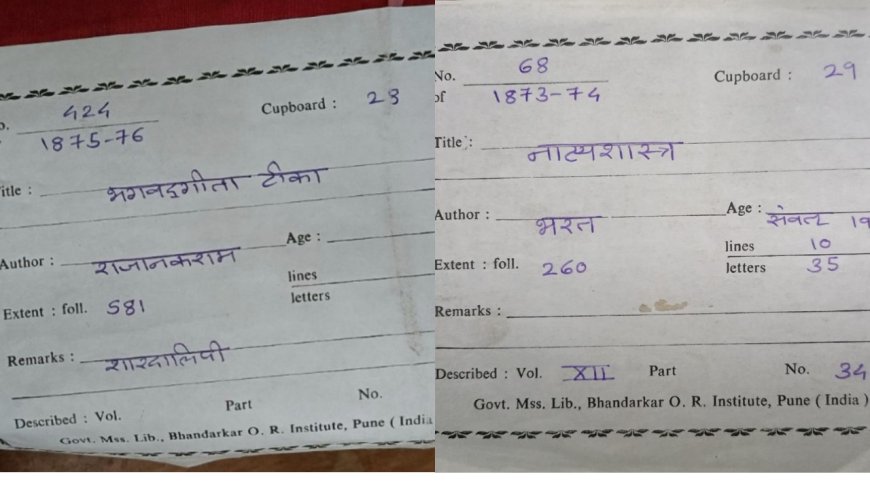 424
1875-76
Cupboard : 23
itle : भगवद्गीता टीका
Author : राजानकराम
Age :
lines
letters
Extent : foll. 581
Remarks : शारदालिपी
Described : Vol. Part No.
Govt. Mss. Lib., Bhandarkar O. R. Institute, Pune ( India
No. 68
of 1873-74
Cupboard : 29
Title : नाट्यशास्त्र
Author : भरत
Age : संवत् 19
lines 10
letters 35
Extent : foll. 260
Remarks :
Described : Vol. XII Part No. 34
Govt. Mss. Lib., Bhandarkar O. R. Institute, Pune ( India )